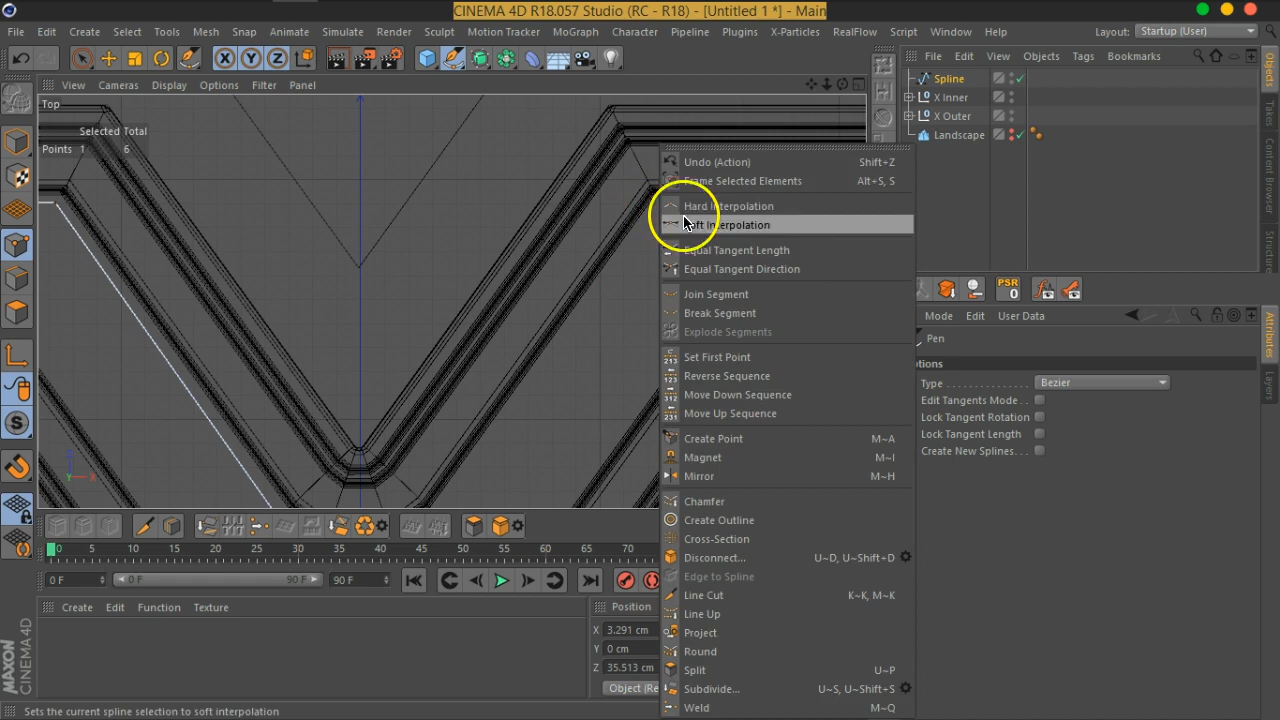 CINEMA 4D R18.057 Studio (RC - R18) - [Untitled 1 *] - Main
File Edit Create Select Tools Mesh Snap Animate Simulate Render Sculpt Motion Tracker MoGraph Character Pipeline Plugins X-Particles RealFlow Script Window Help Layout: Startup (User)
X Y Z
View Cameras Display Options Filter Panel
File Edit View Objects Tags Bookmarks
Top
Selected Total
Points 1 6
Spline
X Inner
X Outer
Landscape
Objects
Takes
Content Browser
Structure
Undo (Action) Shift+Z
Frame Selected Elements Alt+S, S
Hard Interpolation
Soft Interpolation
Equal Tangent Length
Equal Tangent Direction
Join Segment
Break Segment
Explode Segments
Set First Point
Reverse Sequence
Move Down Sequence
Move Up Sequence
Create Point M~A
Magnet M~I
Mirror M~H
Chamfer
Create Outline
Cross-Section
Disconnect... U~D, U~Shift+D
Edge to Spline
Line Cut K~K, M~K
Line Up
Project
Round
Split U~P
Subdivide... U~S, U~Shift+S
Weld M~Q
PSR
0
Mode Edit User Data
Pen
Type Bezier
Edit Tangents Mode
Lock Tangent Rotation
Lock Tangent Length
Create New Splines
Attributes
Layers
Y X
0 5 10 15 20 25 30 35 40 45 50 55 60 65 70
0 F 0 F 90 F 90 F
Create Edit Function Texture
Position
X 3.291 cm
Y 0 cm
Z 35.513 cm
Object (Re
MAXON
CINEMA 4D
Sets the current spline selection to soft interpolation